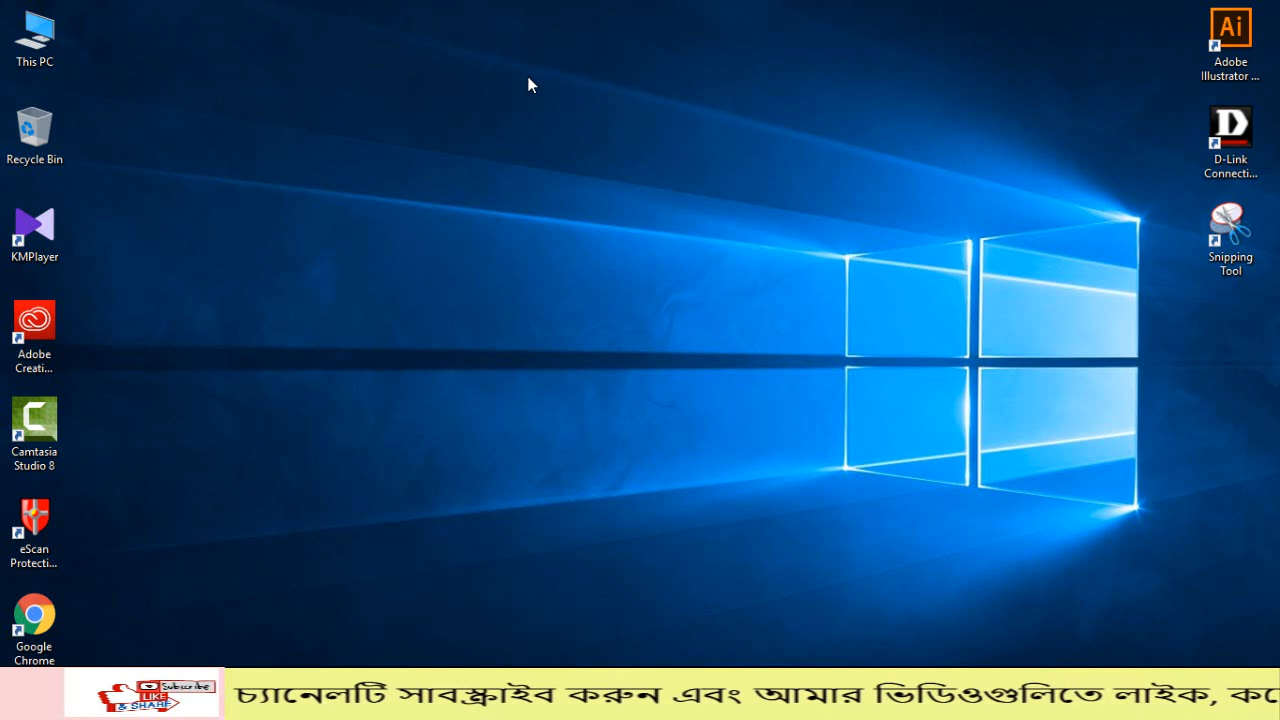 This PC
Recycle Bin
KMPlayer
Adobe
Creati...
Camtasia
Studio 8
eScan
Protecti...
Google
Chrome
Ai
Adobe
Illustrator ...
D
D-Link
Connecti...
Snipping
Tool
Subscribe
LIKE
& SHARE
চ্যানেলটি সাবস্ক্রাইব করুন এবং আমার ভিডিওগুলিতে লাইক,